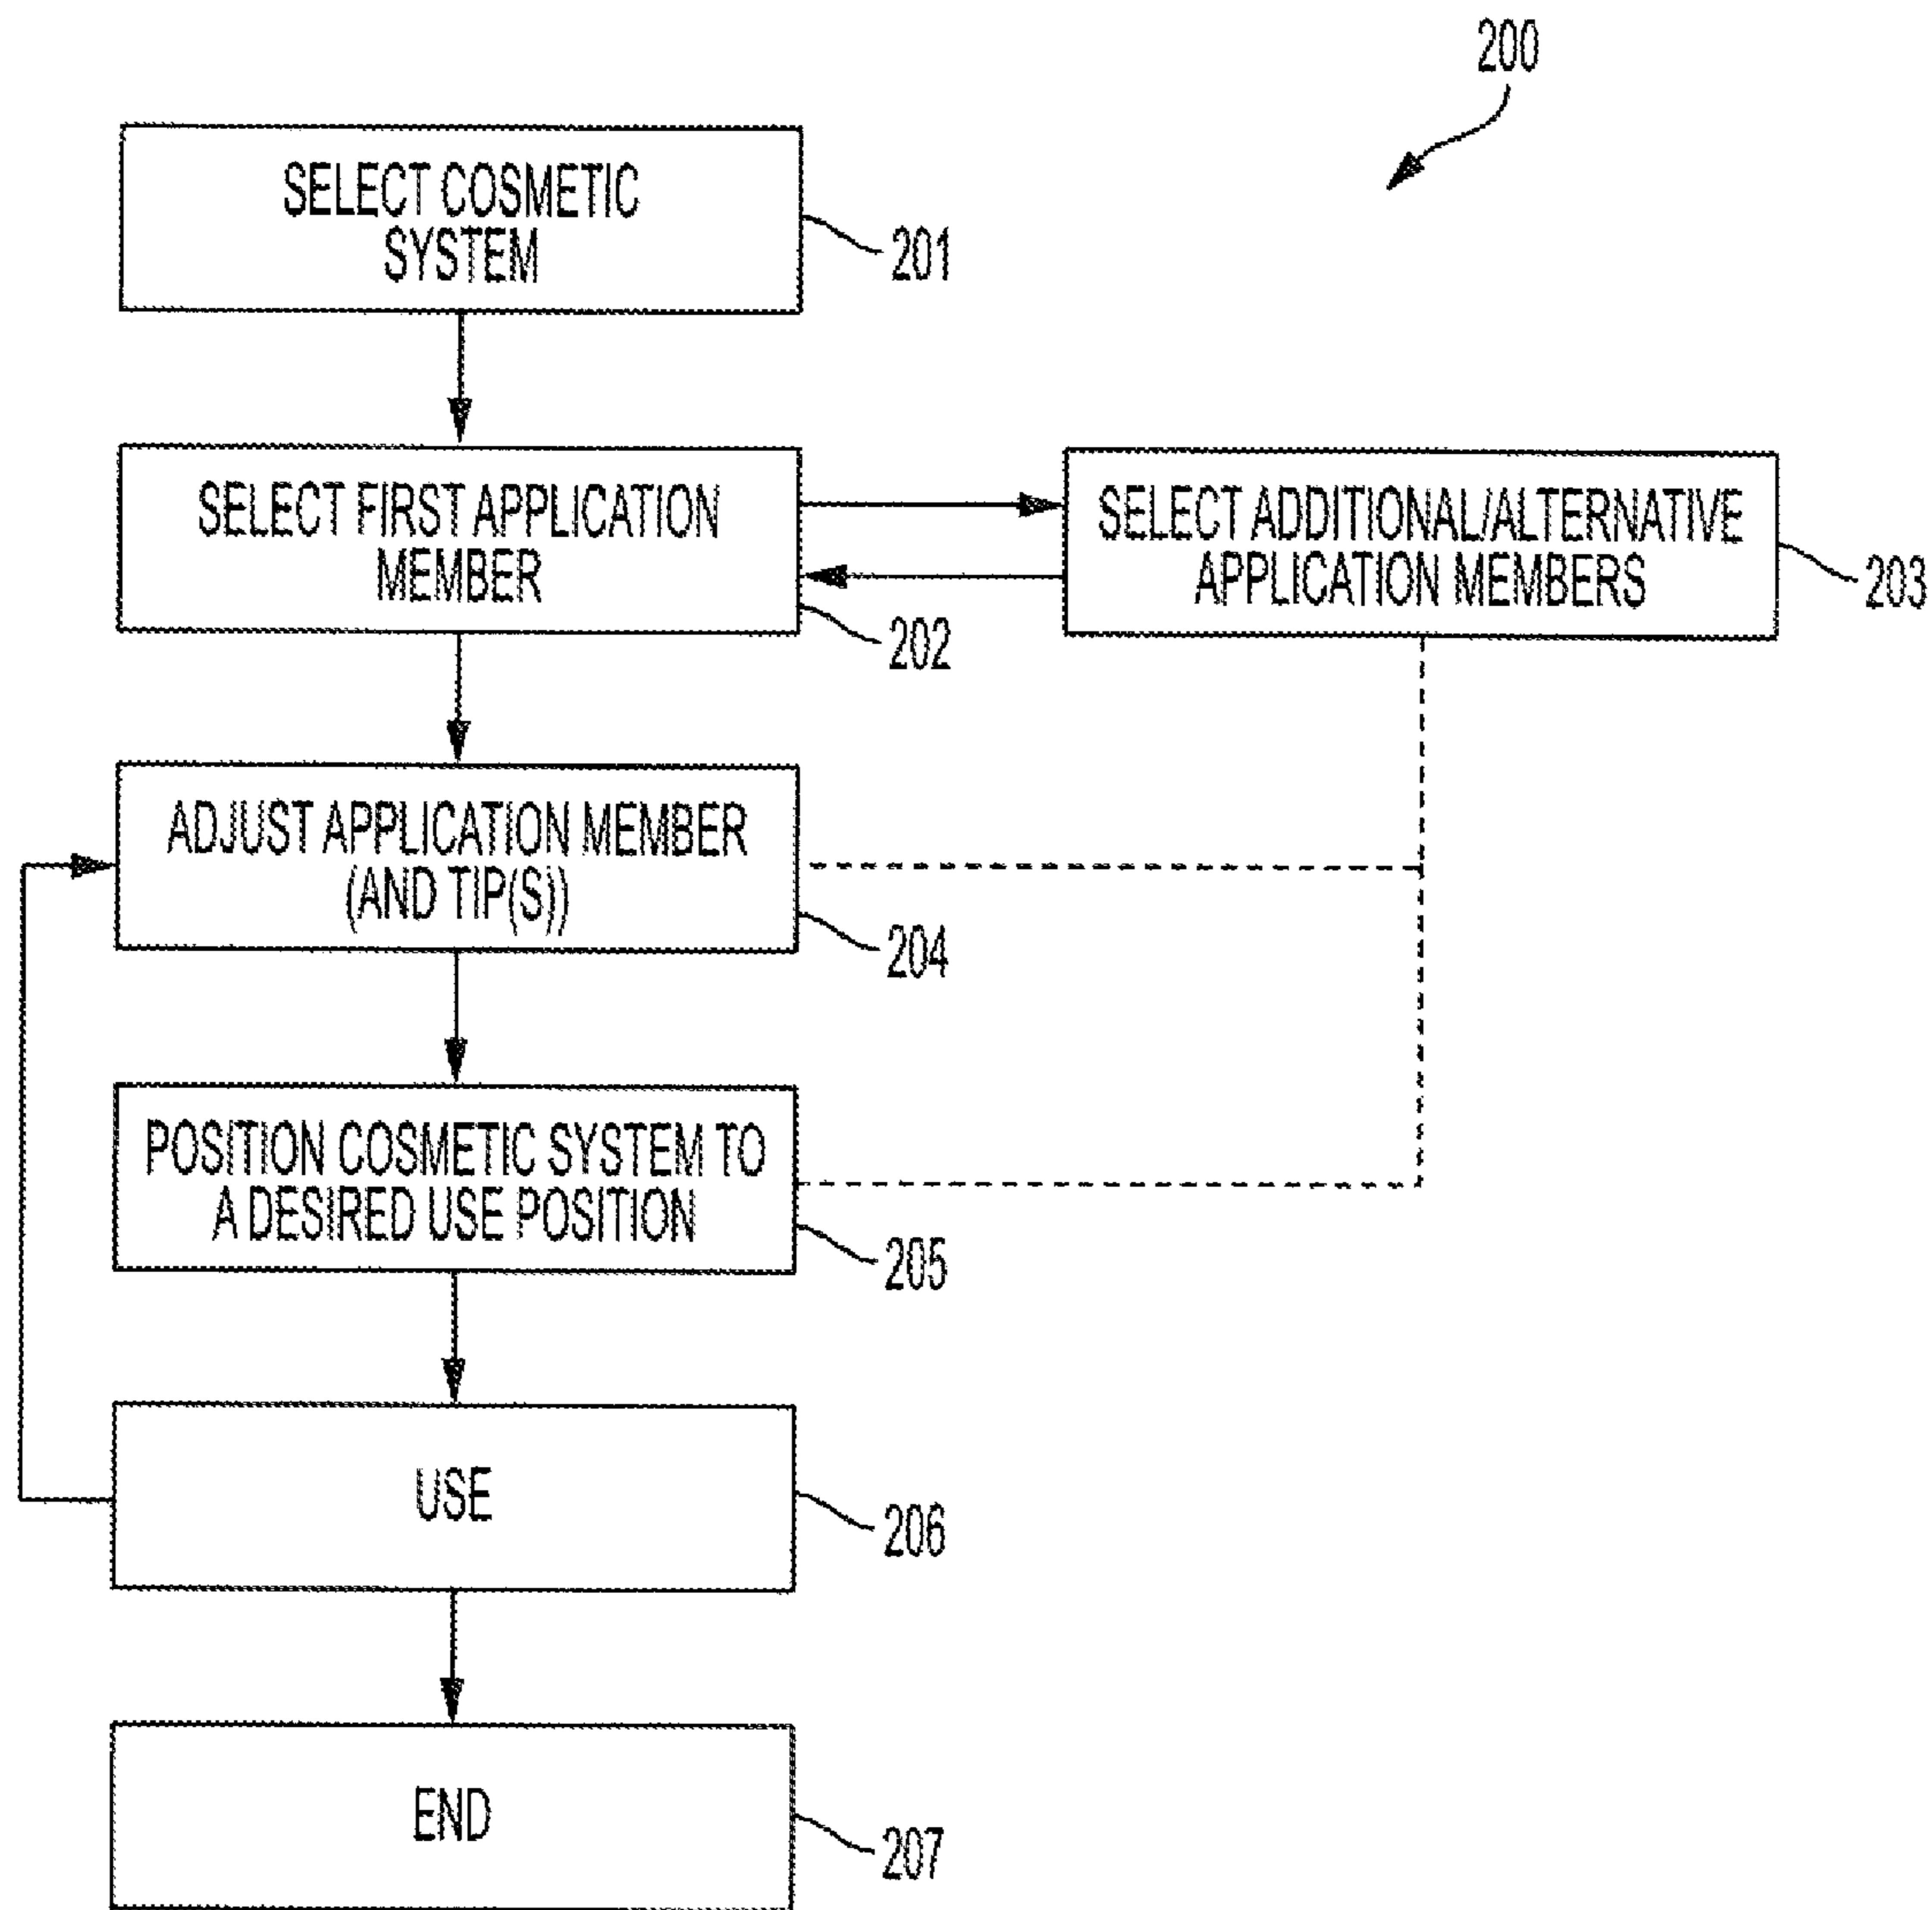 200
SELECT COSMETIC
SYSTEM
201
SELECT FIRST APPLICATION
MEMBER
202
SELECT ADDITIONAL/ALTERNATIVE
APPLICATION MEMBERS
203
ADJUST APPLICATION MEMBER
(AND TIP(S))
204
POSITION COSMETIC SYSTEM TO
A DESIRED USE POSITION
205
USE
206
END
207